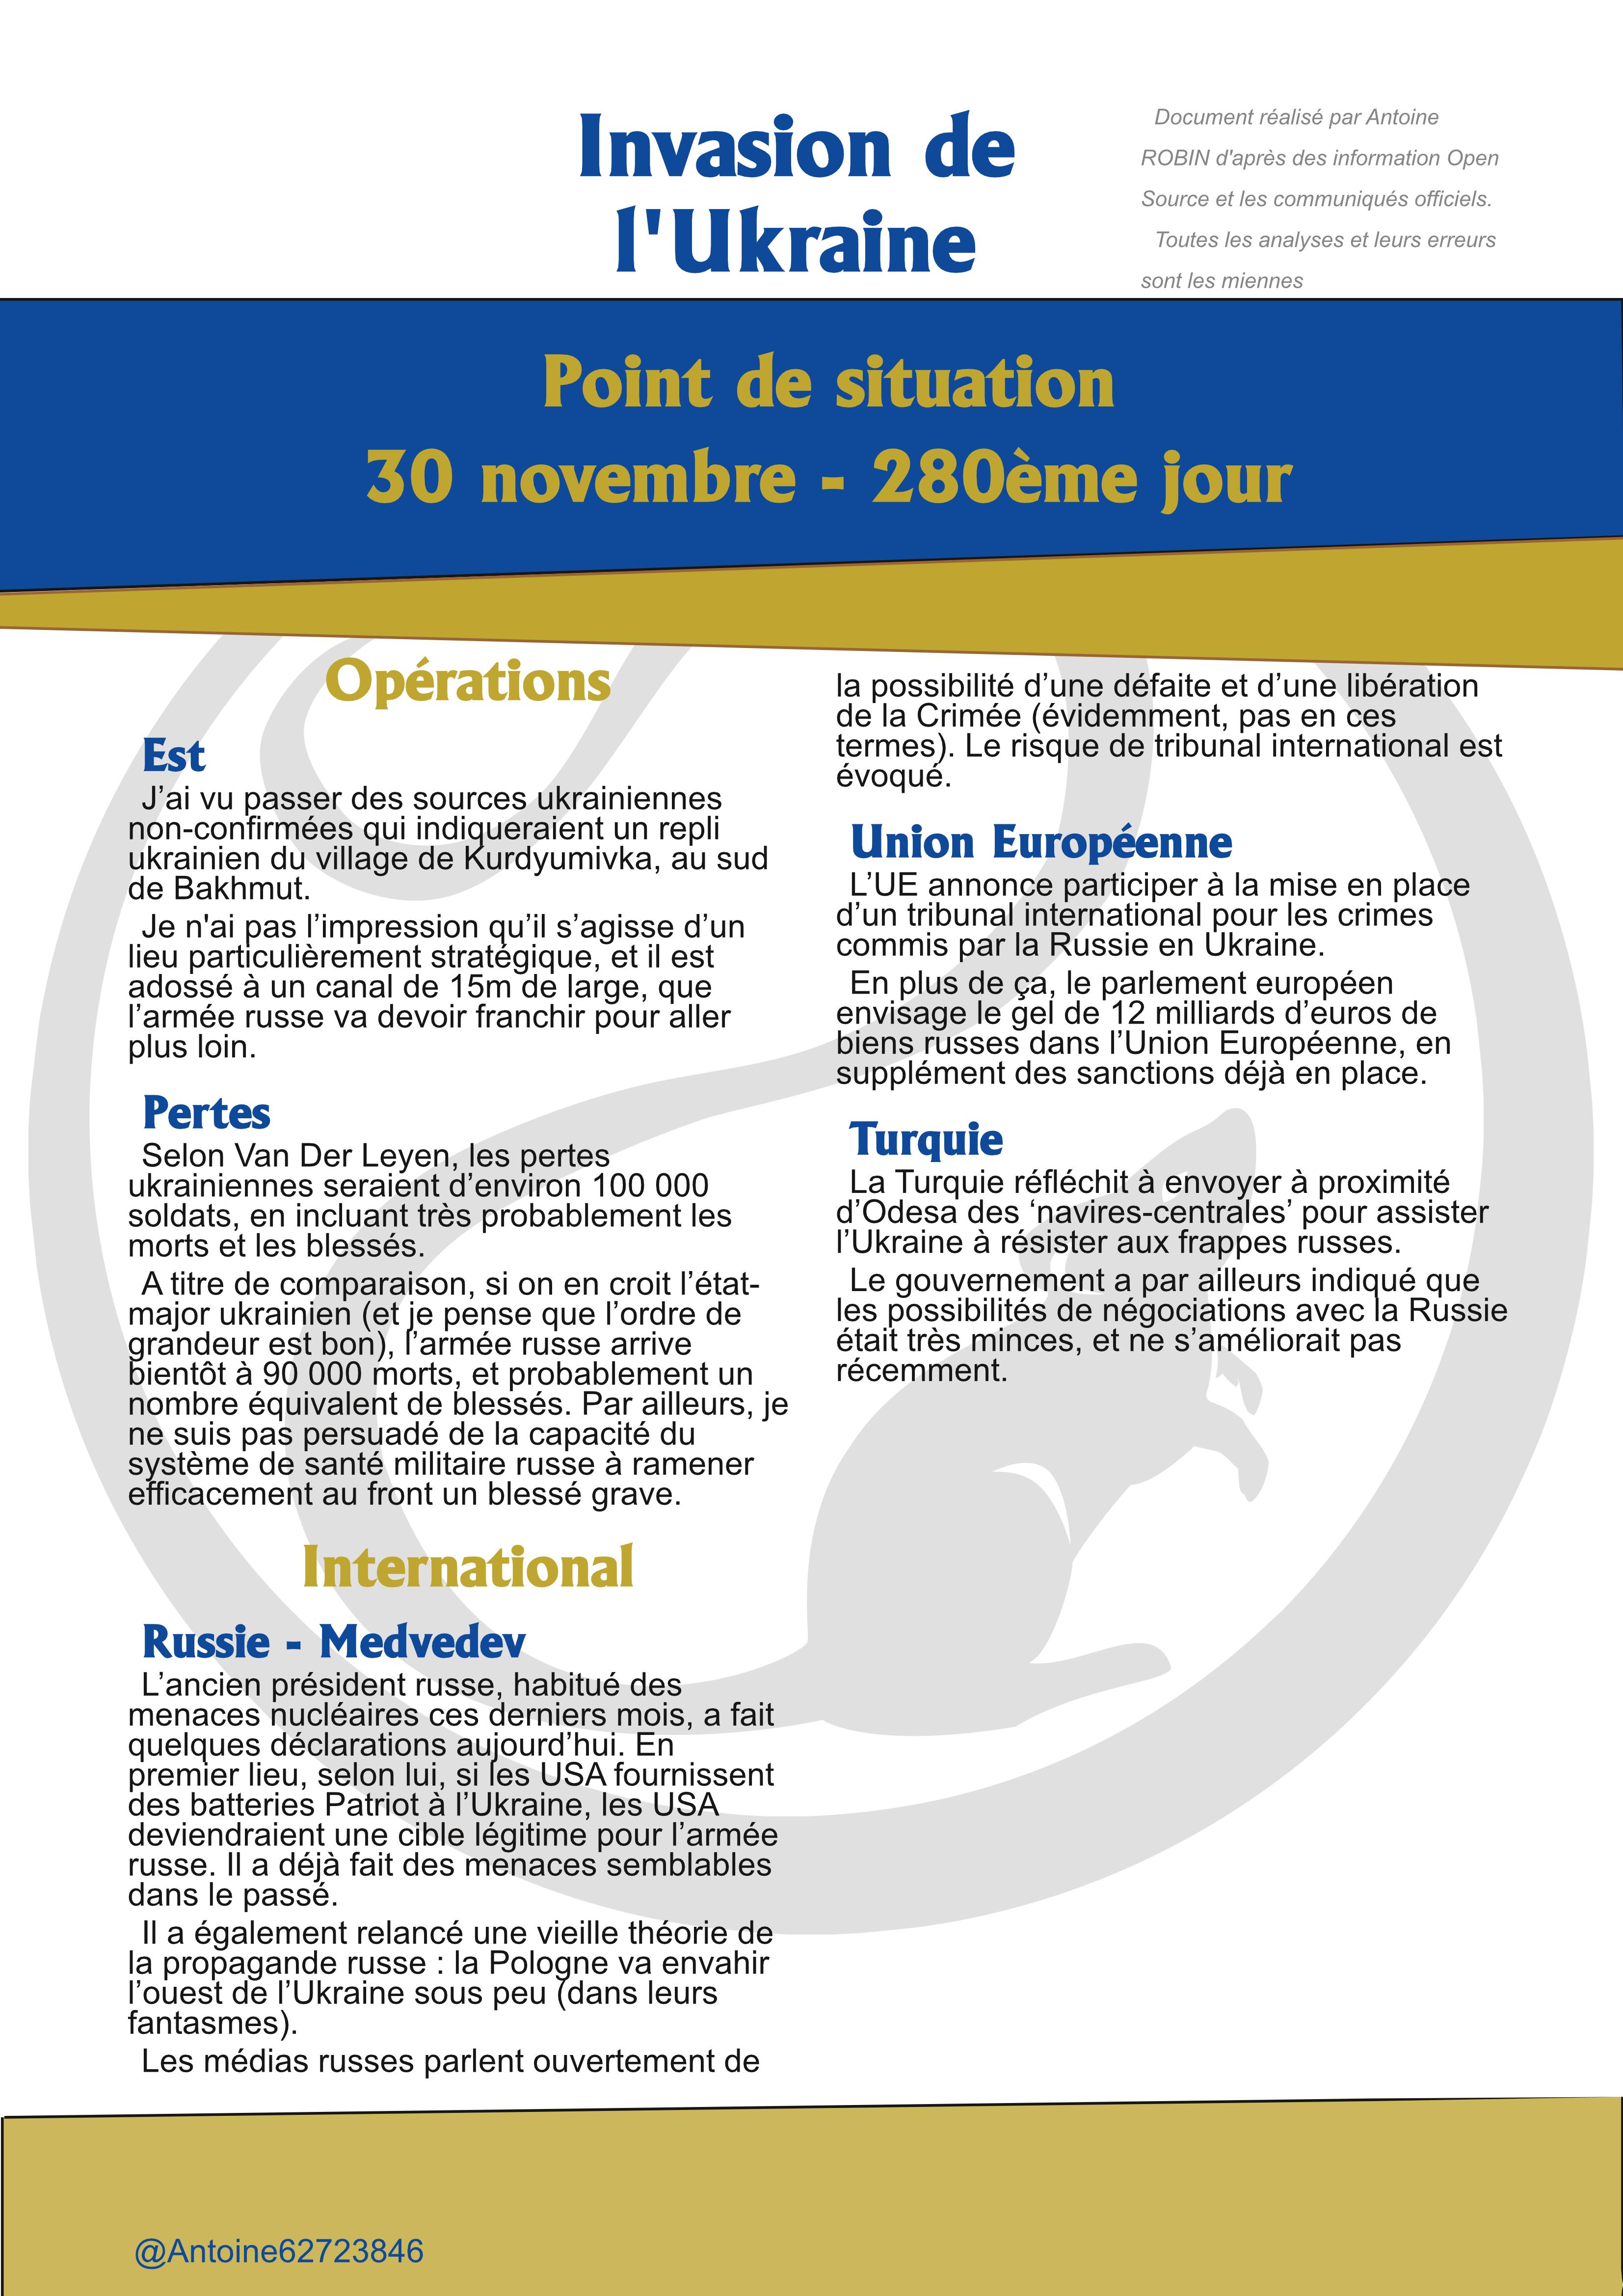 Invasion de
l'Ukraine
Document réalisé par Antoine
ROBIN d'après des information Open
Source et les communiqués officiels.
Toutes les analyses et leurs erreurs
sont les miennes
Point de situation
30 novembre - 280ème jour
Opérations
Est
J’ai vu passer des sources ukrainiennes
non-confirmées qui indiqueraient un repli
ukrainien du village de Kurdyumivka, au sud
de Bakhmut.
Je n'ai pas l’impression qu’il s’agisse d’un
lieu particulièrement stratégique, et il est
adossé à un canal de 15m de large, que
l’armée russe va devoir franchir pour aller
plus loin.
Pertes
Selon Van Der Leyen, les pertes
ukrainiennes seraient d’environ 100 000
soldats, en incluant très probablement les
morts et les blessés.
A titre de comparaison, si on en croit l’état-
major ukrainien (et je pense que l’ordre de
grandeur est bon), l’armée russe arrive
bientôt à 90 000 morts, et probablement un
nombre équivalent de blessés. Par ailleurs, je
ne suis pas persuadé de la capacité du
système de santé militaire russe à ramener
efficacement au front un blessé grave.
International
Russie - Medvedev
L’ancien président russe, habitué des
menaces nucléaires ces derniers mois, a fait
quelques déclarations aujourd’hui. En
premier lieu, selon lui, si les USA fournissent
des batteries Patriot à l’Ukraine, les USA
deviendraient une cible légitime pour l’armée
russe. Il a déjà fait des menaces semblables
dans le passé.
Il a également relancé une vieille théorie de
la propagande russe : la Pologne va envahir
l’ouest de l’Ukraine sous peu (dans leurs
fantasmes).
Les médias russes parlent ouvertement de
la possibilité d’une défaite et d’une libération
de la Crimée (évidemment, pas en ces
termes). Le risque de tribunal international est
évoqué.
Union Européenne
L’UE annonce participer à la mise en place
d’un tribunal international pour les crimes
commis par la Russie en Ukraine.
En plus de ça, le parlement européen
envisage le gel de 12 milliards d’euros de
biens russes dans l’Union Européenne, en
supplément des sanctions déjà en place.
Turquie
La Turquie réfléchit à envoyer à proximité
d’Odesa des ‘navires-centrales’ pour assister
l’Ukraine à résister aux frappes russes.
Le gouvernement a par ailleurs indiqué que
les possibilités de négociations avec la Russie
était très minces, et ne s’améliorait pas
récemment.
@Antoine62723846